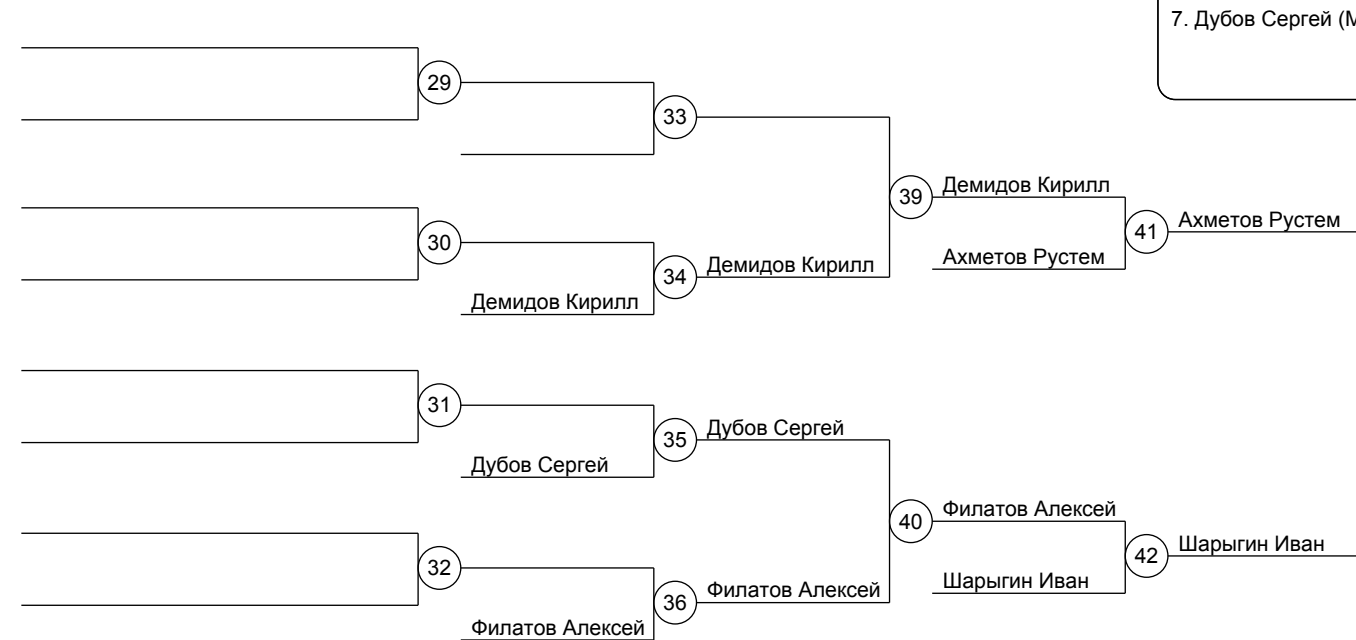 7. Дубов Сергей (М
29
33
39
Демидов Кирилл
41
Ахметов Рустем
Ахметов Рустем
30
34
Демидов Кирилл
Демидов Кирилл
31
35
Дубов Сергей
Дубов Сергей
40
Филатов Алексей
42
Шарыгин Иван
Шарыгин Иван
32
36
Филатов Алексей
Филатов Алексей